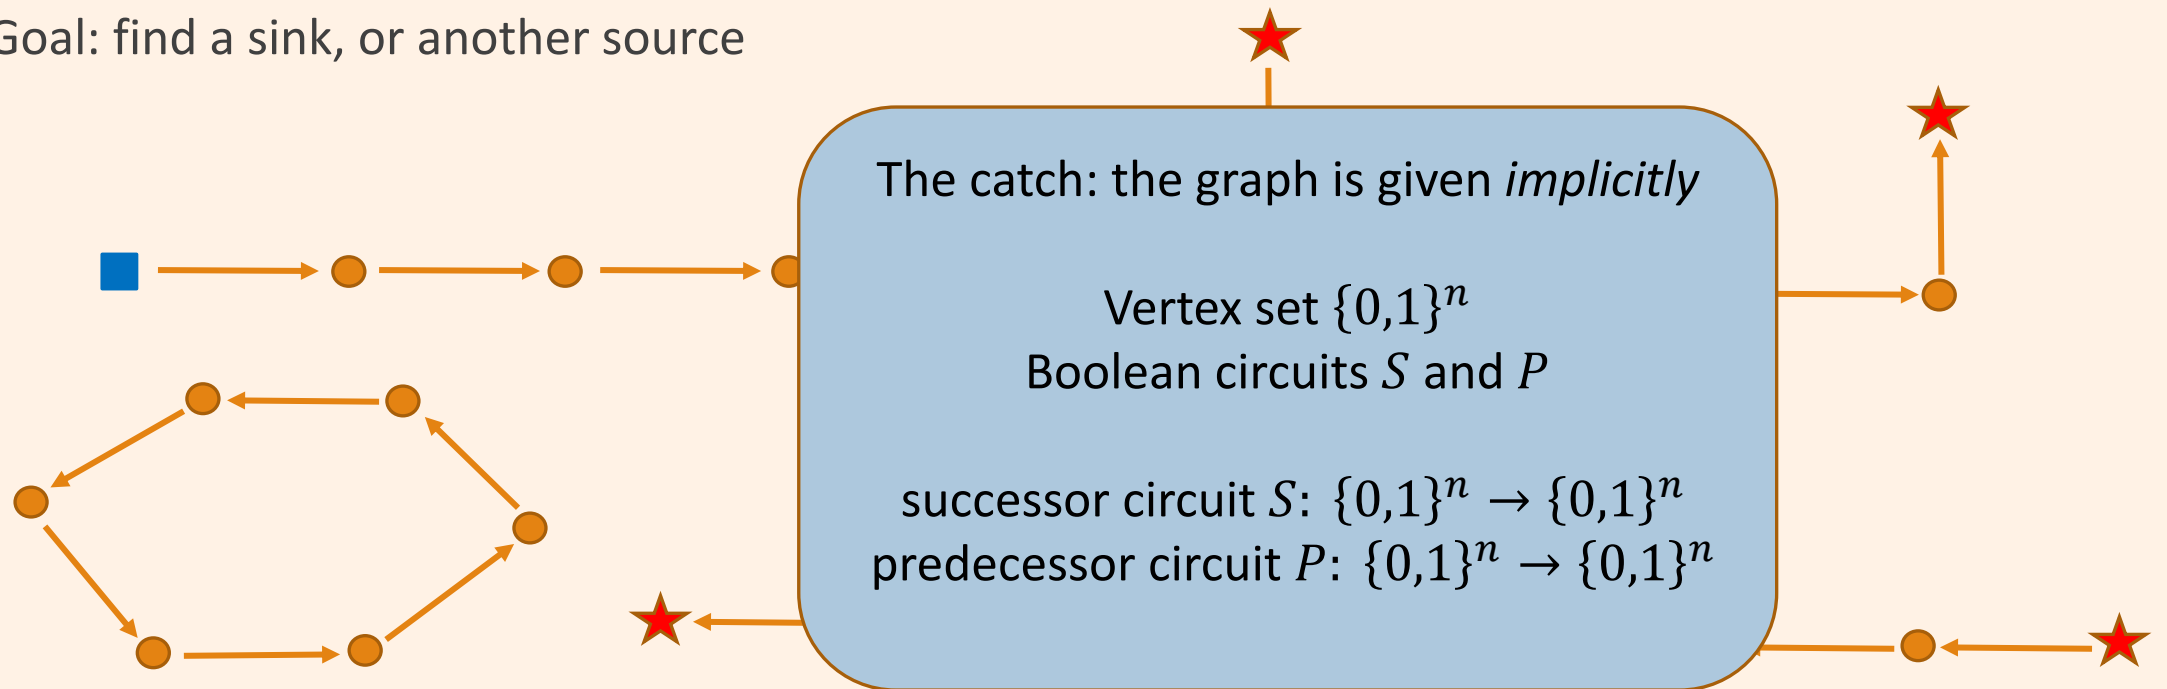 Goal: find a sink, or another source
The catch: the graph is given implicitly
Vertex set {0,1}ⁿ
Boolean circuits S and P
successor circuit S: {0,1}ⁿ → {0,1}ⁿ
predecessor circuit P: {0,1}ⁿ → {0,1}ⁿ